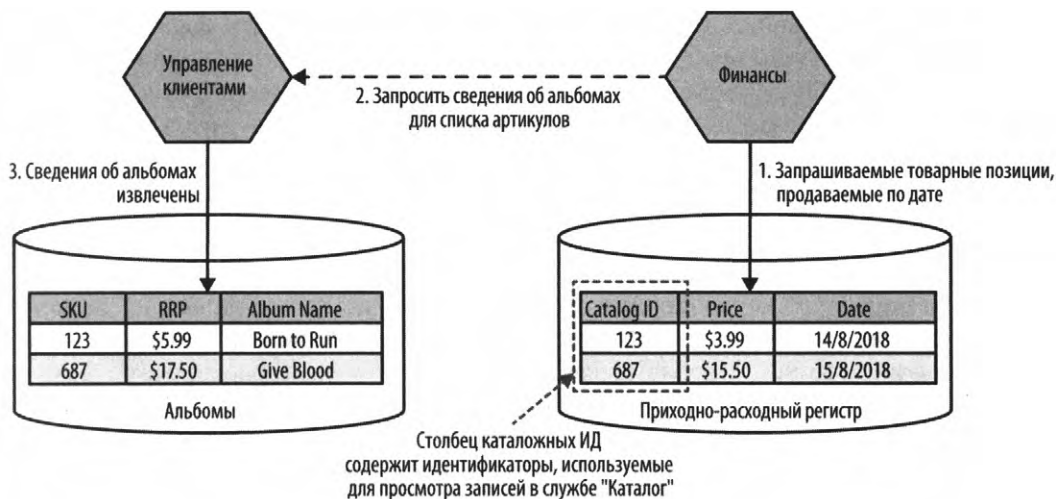 Управление
клиентами
Финансы
2. Запросить сведения об альбомах
для списка артикулов
3. Сведения об альбомах
извлечены
1. Запрашиваемые товарные позиции,
продаваемые по дате
SKU RRP Album Name
123 $5.99 Born to Run
687 $17.50 Give Blood
Альбомы
Catalog ID Price Date
123 $3.99 14/8/2018
687 $15.50 15/8/2018
Приходно-расходный регистр
Столбец каталожных ИД
содержит идентификаторы, используемые
для просмотра записей в службе "Каталог"